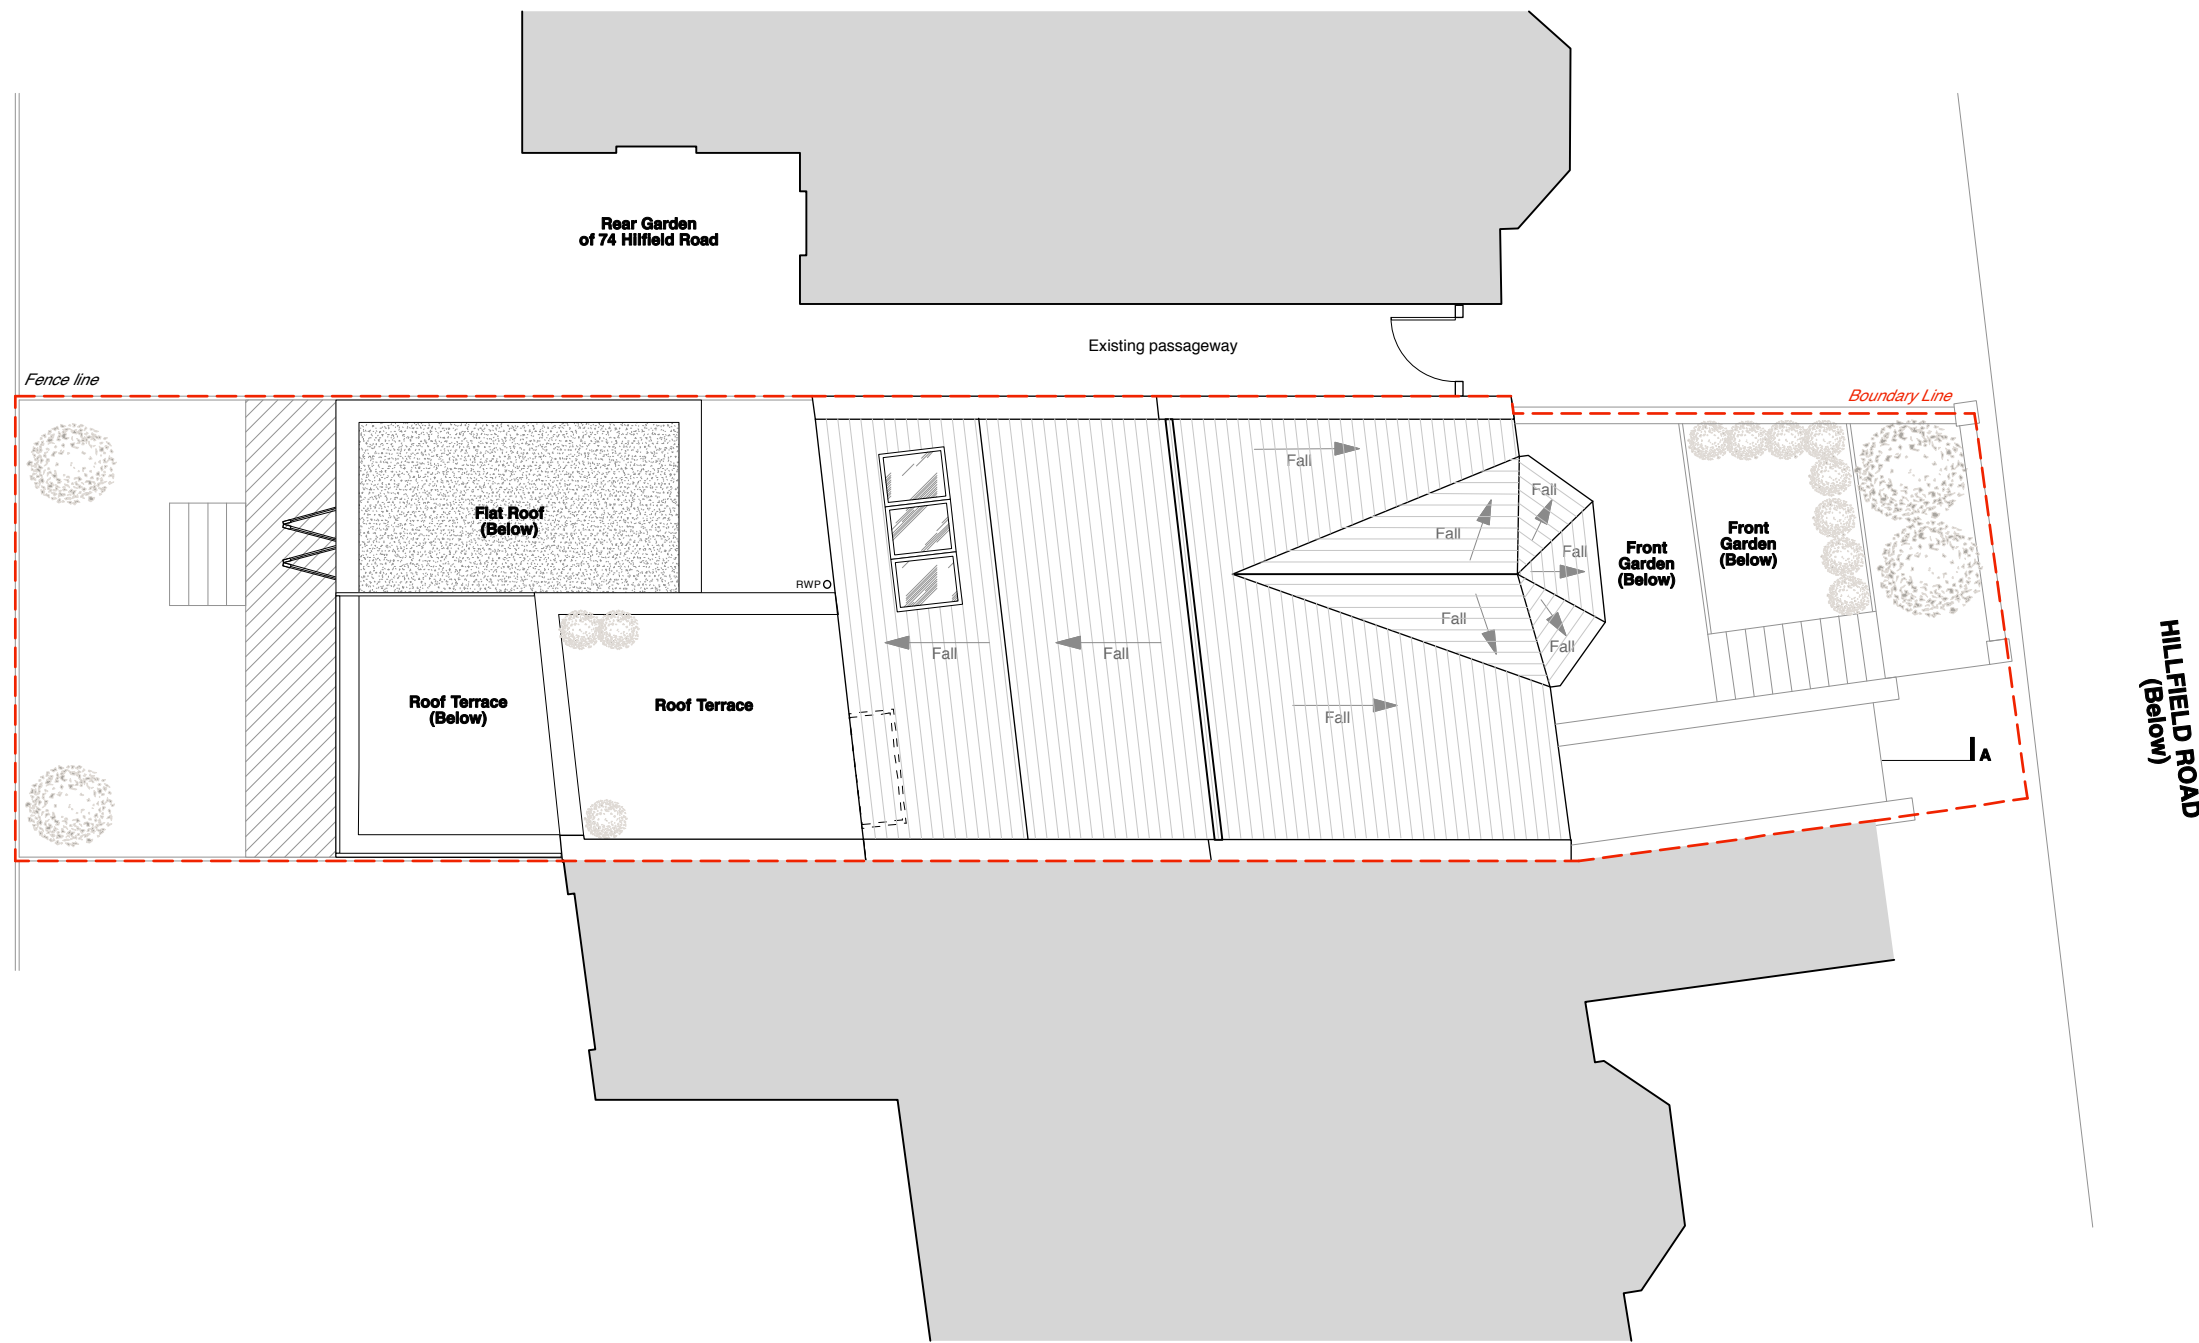 Rear Garden
of 74 Hilfield Road
Existing passageway
Fence line
Boundary Line
Fall
Fall
Fall
Fall
Fall
Fall
Fall
Fall
Fall
Fall
Flat Roof
(Below)
Front
Garden
(Below)
Front
Garden
(Below)
RWP
Roof Terrace
(Below)
Roof Terrace
A
HILLFIELD ROAD
(Below)